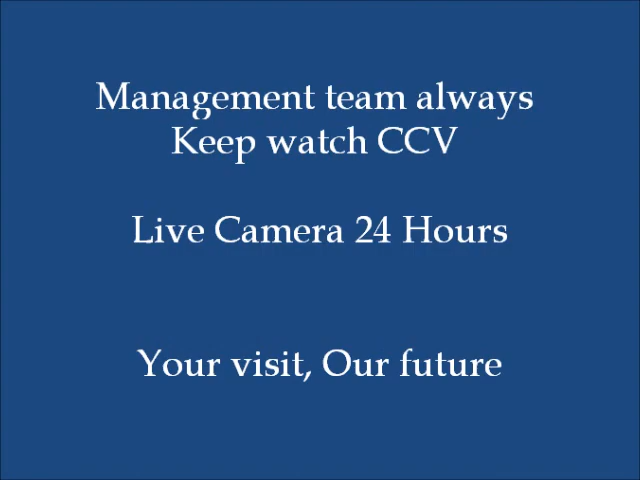 Management team always
Keep watch CCV
Live Camera 24 Hours
Your visit, Our future